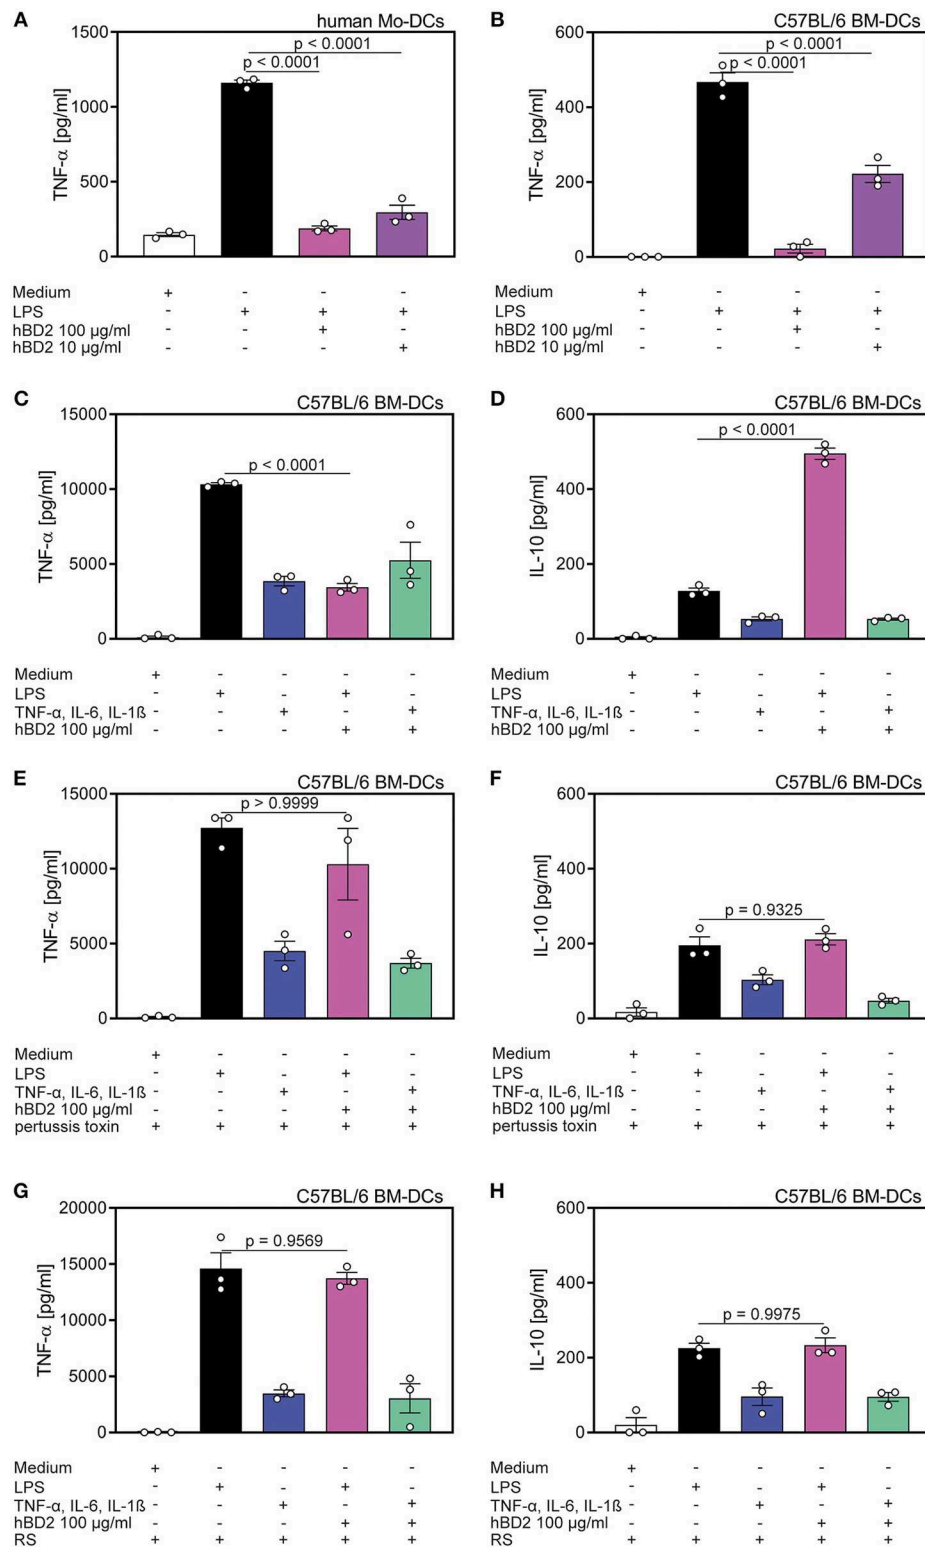 A
human Mo-DCs
1500
1000
500
0
TNF-α [pg/ml]
p < 0.0001
p < 0.0001
Medium + - - -
LPS - + + +
hBD2 100 µg/ml - - + -
hBD2 10 µg/ml - - - +
B
C57BL/6 BM-DCs
600
400
200
0
TNF-α [pg/ml]
p < 0.0001
p < 0.0001
+ - - -
- + + +
- - + -
- - - +
C
C57BL/6 BM-DCs
15000
10000
5000
0
TNF-α [pg/ml]
p < 0.0001
Medium + - - - -
LPS - + - + -
TNF-α, IL-6, IL-1ß - - + - +
hBD2 100 µg/ml - - - + +
D
C57BL/6 BM-DCs
600
400
200
0
IL-10 [pg/ml]
p < 0.0001
Medium + - - - -
LPS - + - + -
TNF-α, IL-6, IL-1ß - - + - +
hBD2 100 µg/ml - - - + +
E
C57BL/6 BM-DCs
15000
10000
5000
0
TNF-α [pg/ml]
p > 0.9999
Medium + - - - -
LPS - + - + -
TNF-α, IL-6, IL-1ß - - + - +
hBD2 100 µg/ml - - - + +
pertussis toxin + + + + +
F
C57BL/6 BM-DCs
600
400
200
0
IL-10 [pg/ml]
p = 0.9325
Medium + - - - -
LPS - + - + -
TNF-α, IL-6, IL-1ß - - + - +
hBD2 100 µg/ml - - - + +
pertussis toxin + + + + +
G
C57BL/6 BM-DCs
20000
15000
10000
5000
0
TNF-α [pg/ml]
p = 0.9569
Medium + - - - -
LPS - + - + -
TNF-α, IL-6, IL-1ß - - + - +
hBD2 100 µg/ml - - - + +
RS + + + + +
H
C57BL/6 BM-DCs
600
400
200
0
IL-10 [pg/ml]
p = 0.9975
Medium + - - - -
LPS - + - + -
TNF-α, IL-6, IL-1ß - - + - +
hBD2 100 µg/ml - - - + +
RS + + + + +